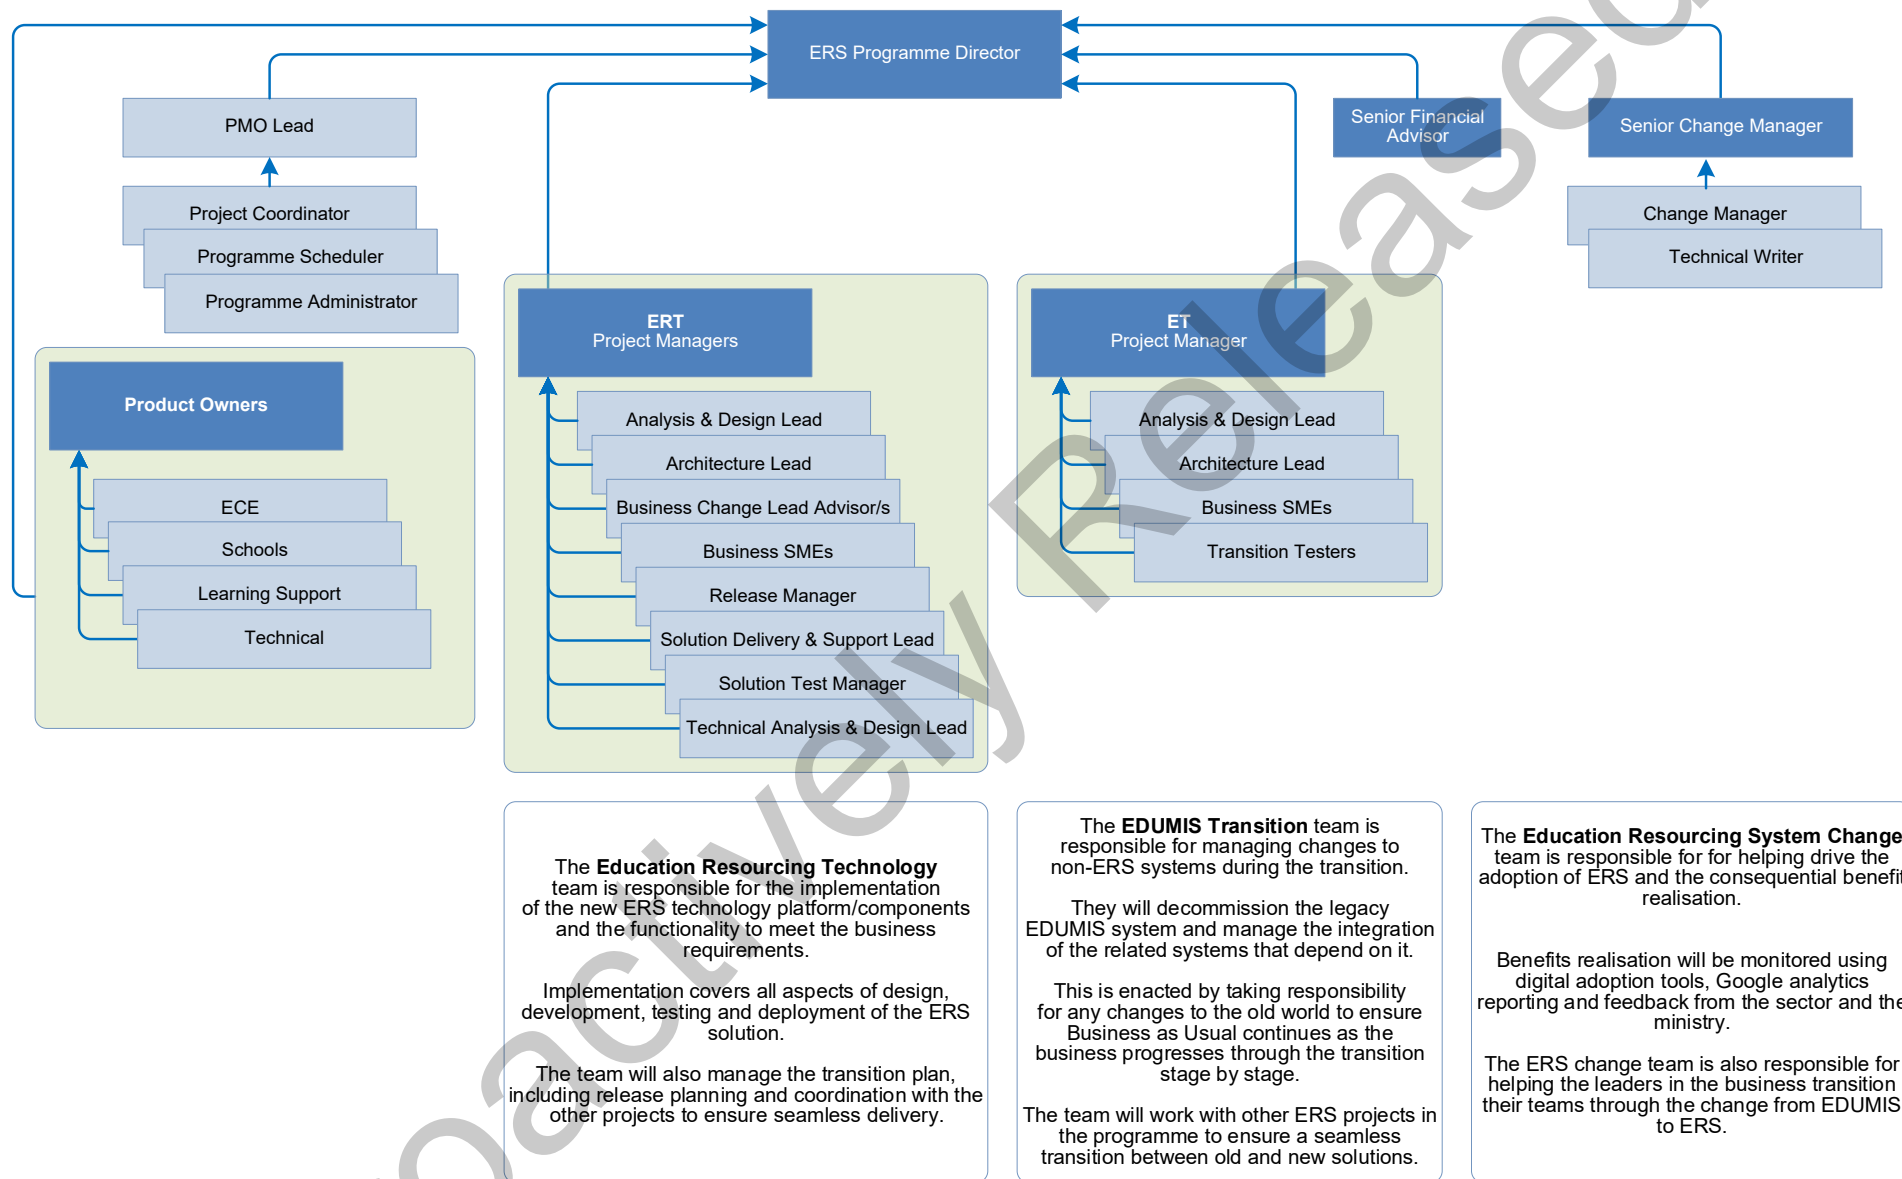 ERS Programme Director
PMO Lead
Senior Financial
Advisor
Senior Change Manager
Project Coordinator
Programme Scheduler
Programme Administrator
Change Manager
Technical Writer
Product Owners
ECE
Schools
Learning Support
Technical
ERT
Project Managers
Analysis & Design Lead
Architecture Lead
Business Change Lead Advisor/s
Business SMEs
Release Manager
Solution Delivery & Support Lead
Solution Test Manager
Technical Analysis & Design Lead
ET
Project Manager
Analysis & Design Lead
Architecture Lead
Business SMEs
Transition Testers
The Education Resourcing Technology
team is responsible for the implementation
of the new ERS technology platform/components
and the functionality to meet the business
requirements.
Implementation covers all aspects of design,
development, testing and deployment of the ERS
solution.
The team will also manage the transition plan,
including release planning and coordination with the
other projects to ensure seamless delivery.
The EDUMIS Transition team is
responsible for managing changes to
non-ERS systems during the transition.
They will decommission the legacy
EDUMIS system and manage the integration
of the related systems that depend on it.
This is enacted by taking responsibility
for any changes to the old world to ensure
Business as Usual continues as the
business progresses through the transition
stage by stage.
The team will work with other ERS projects in
the programme to ensure a seamless
transition between old and new solutions.
The Education Resourcing System Change
team is responsible for for helping drive the
adoption of ERS and the consequential benefit
realisation.
Benefits realisation will be monitored using
digital adoption tools, Google analytics
reporting and feedback from the sector and the
ministry.
The ERS change team is also responsible for
helping the leaders in the business transition
their teams through the change from EDUMIS
to ERS.
oactively Released